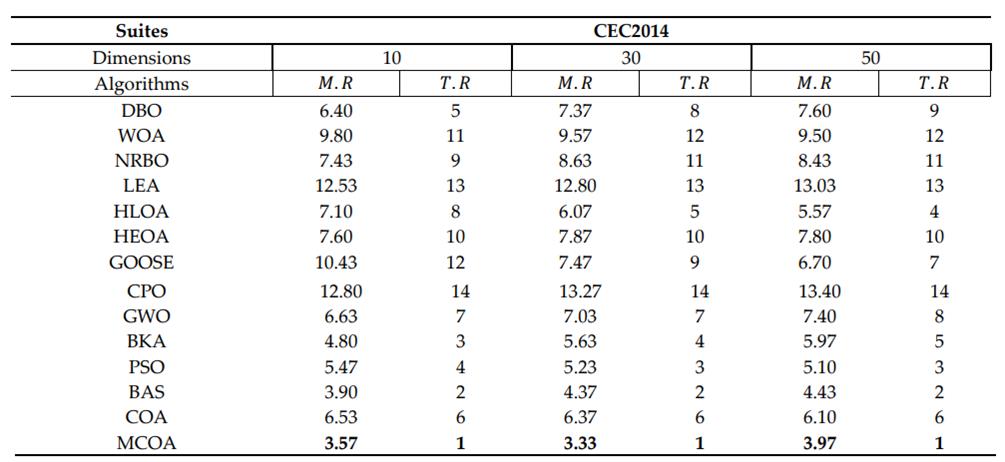 Suites CEC2014
Dimensions 10 30 50
Algorithms M.R T.R M.R T.R M.R T.R
DBO 6.40 5 7.37 8 7.60 9
WOA 9.80 11 9.57 12 9.50 12
NRBO 7.43 9 8.63 11 8.43 11
LEA 12.53 13 12.80 13 13.03 13
HLOA 7.10 8 6.07 5 5.57 4
HEOA 7.60 10 7.87 10 7.80 10
GOOSE 10.43 12 7.47 9 6.70 7
CPO 12.80 14 13.27 14 13.40 14
GWO 6.63 7 7.03 7 7.40 8
BKA 4.80 3 5.63 4 5.97 5
PSO 5.47 4 5.23 3 5.10 3
BAS 3.90 2 4.37 2 4.43 2
COA 6.53 6 6.37 6 6.10 6
MCOA 3.57 1 3.33 1 3.97 1